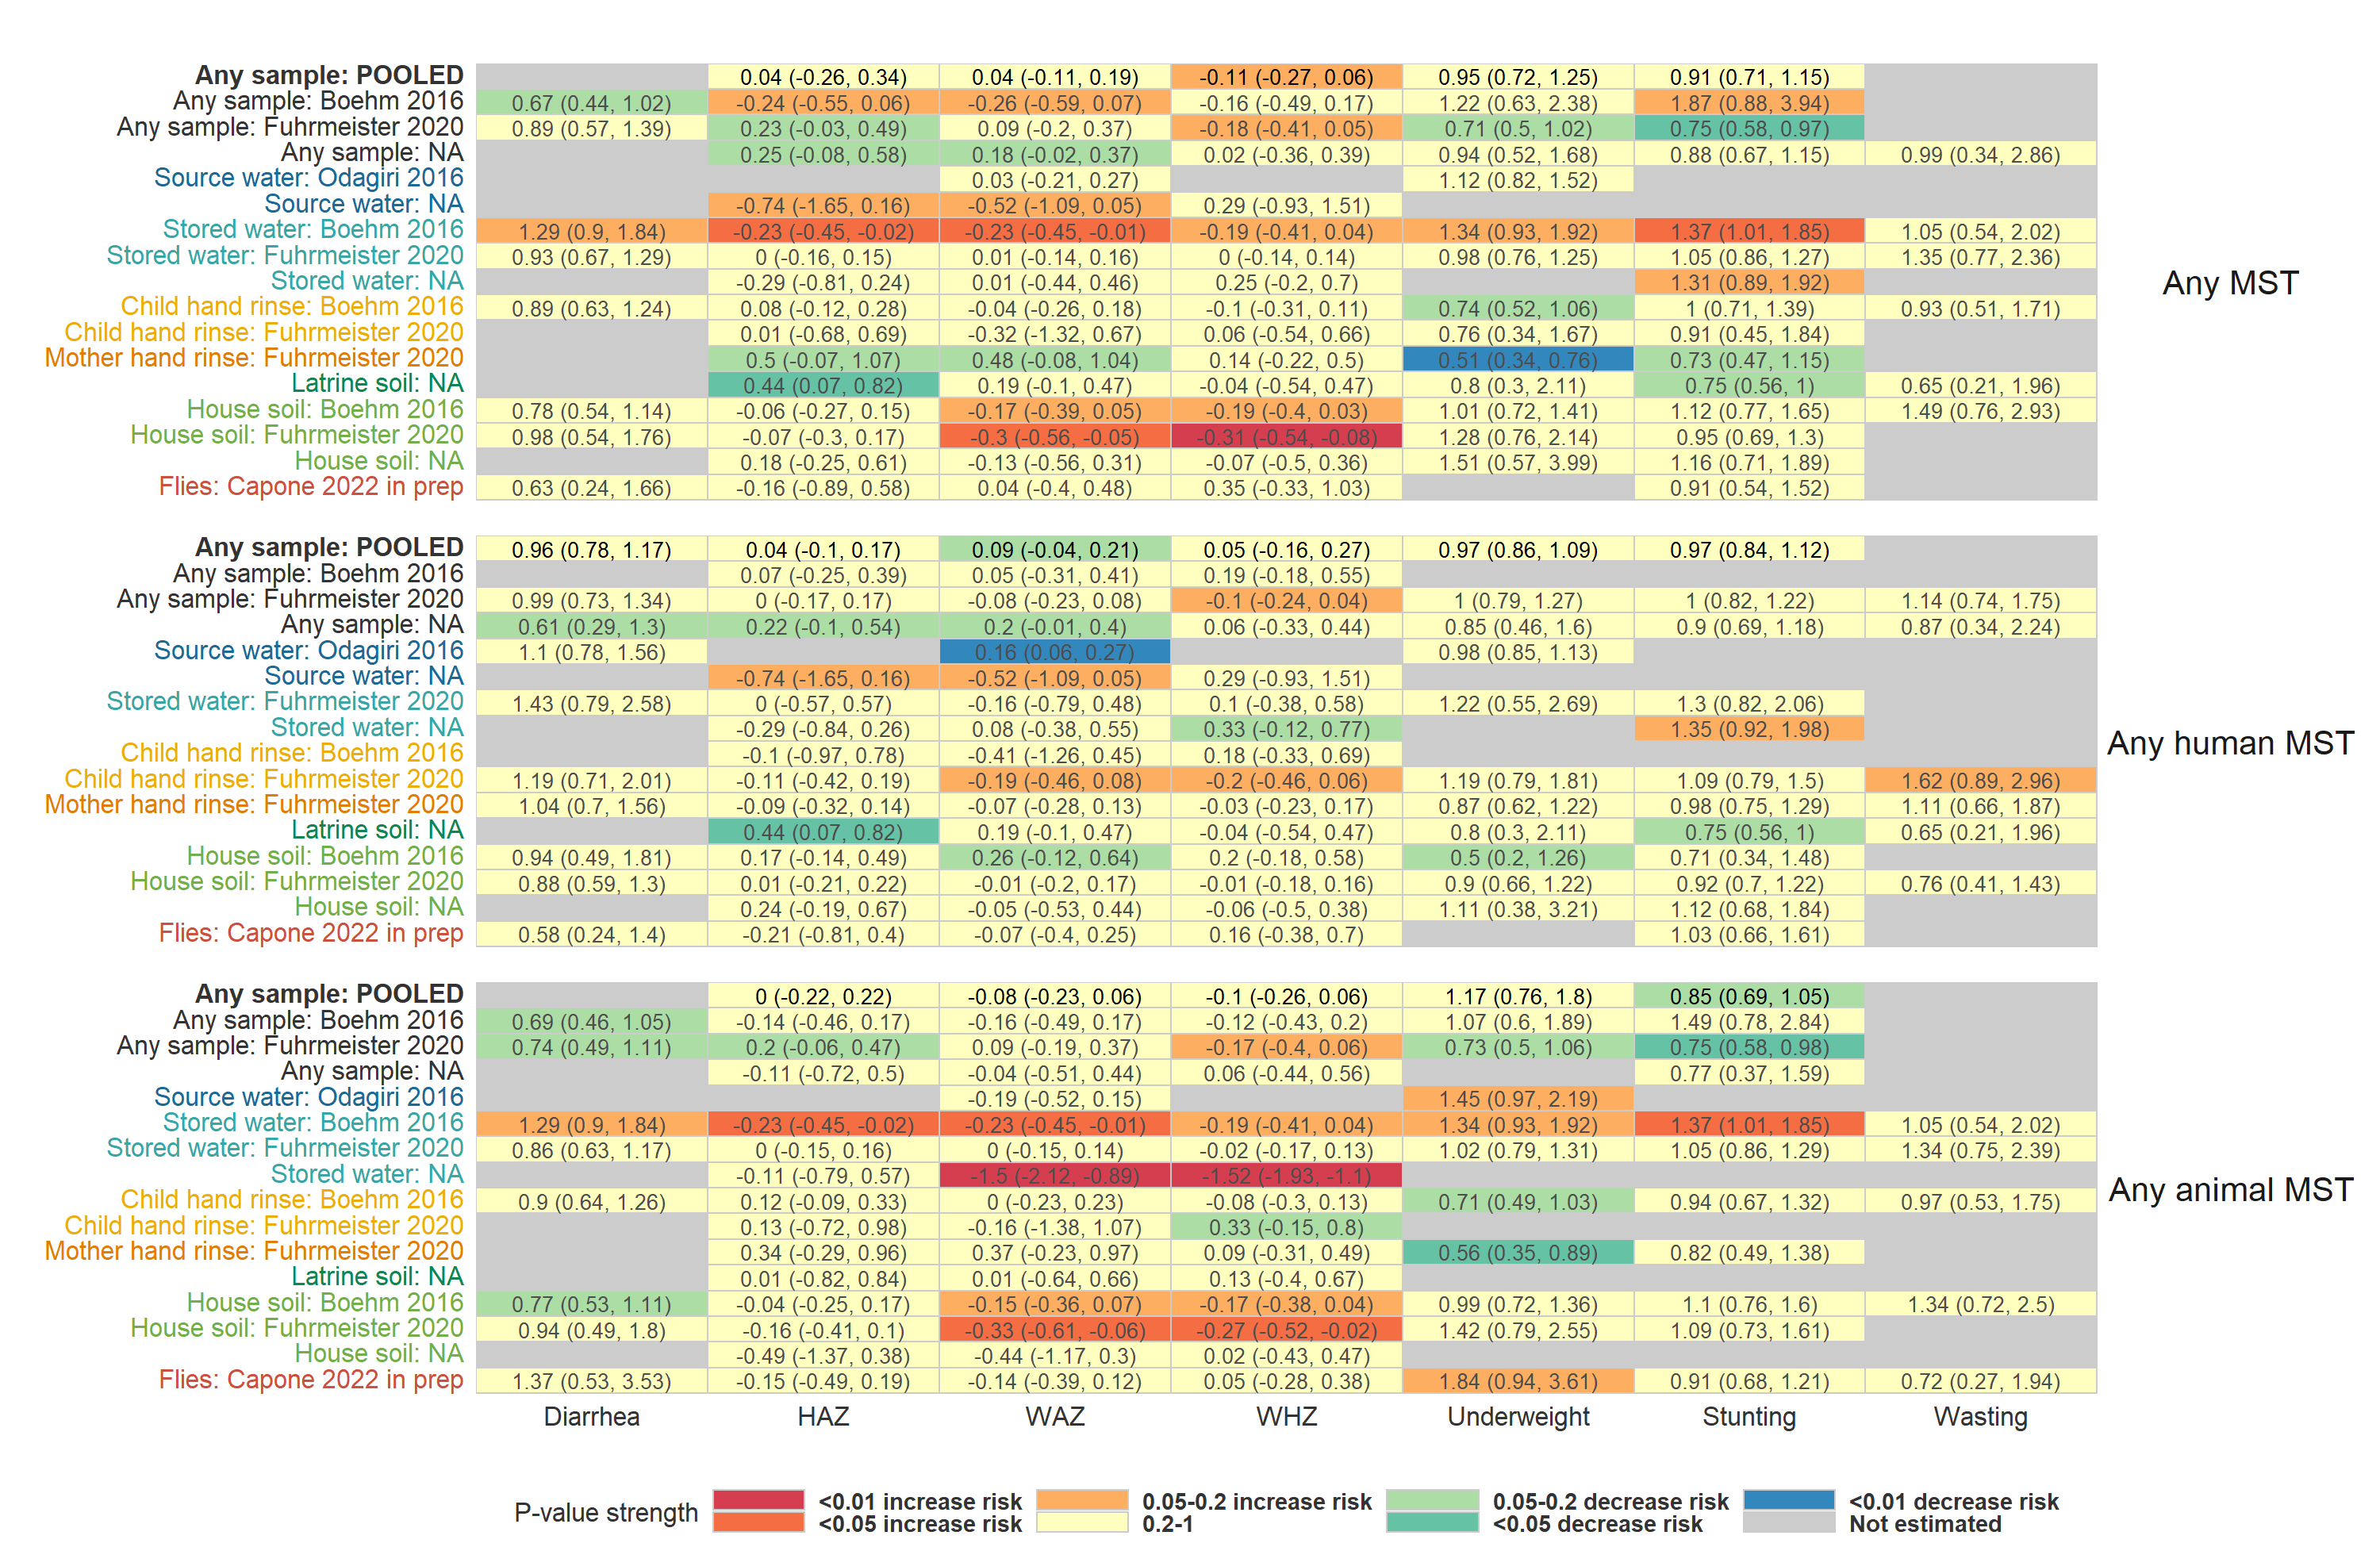 Any sample: POOLED 0.04 (-0.26, 0.34) 0.04 (-0.11, 0.19) -0.11 (-0.27, 0.06) 0.95 (0.72, 1.25) 0.91 (0.71, 1.15)
Any sample: Boehm 2016 0.67 (0.44, 1.02) -0.24 (-0.55, 0.06) -0.26 (-0.59, 0.07) -0.16 (-0.49, 0.17) 1.22 (0.63, 2.38) 1.87 (0.88, 3.94)
Any sample: Fuhrmeister 2020 0.89 (0.57, 1.39) 0.23 (-0.03, 0.49) 0.09 (-0.2, 0.37) -0.18 (-0.41, 0.05) 0.71 (0.5, 1.02) 0.75 (0.58, 0.97)
Any sample: NA 0.25 (-0.08, 0.58) 0.18 (-0.02, 0.37) 0.02 (-0.36, 0.39) 0.94 (0.52, 1.68) 0.88 (0.67, 1.15) 0.99 (0.34, 2.86)
Source water: Odagiri 2016 0.03 (-0.21, 0.27) 1.12 (0.82, 1.52)
Source water: NA -0.74 (-1.65, 0.16) -0.52 (-1.09, 0.05) 0.29 (-0.93, 1.51)
Stored water: Boehm 2016 1.29 (0.9, 1.84) -0.23 (-0.45, -0.02) -0.23 (-0.45, -0.01) -0.19 (-0.41, 0.04) 1.34 (0.93, 1.92) 1.37 (1.01, 1.85) 1.05 (0.54, 2.02)
Stored water: Fuhrmeister 2020 0.93 (0.67, 1.29) 0 (-0.16, 0.15) 0.01 (-0.14, 0.16) 0 (-0.14, 0.14) 0.98 (0.76, 1.25) 1.05 (0.86, 1.27) 1.35 (0.77, 2.36)
Stored water: NA -0.29 (-0.81, 0.24) 0.01 (-0.44, 0.46) 0.25 (-0.2, 0.7) 1.31 (0.89, 1.92)
Any MST
Child hand rinse: Boehm 2016 0.89 (0.63, 1.24) 0.08 (-0.12, 0.28) -0.04 (-0.26, 0.18) -0.1 (-0.31, 0.11) 0.74 (0.52, 1.06) 1 (0.71, 1.39) 0.93 (0.51, 1.71)
Child hand rinse: Fuhrmeister 2020 0.01 (-0.68, 0.69) -0.32 (-1.32, 0.67) 0.06 (-0.54, 0.66) 0.76 (0.34, 1.67) 0.91 (0.45, 1.84)
Mother hand rinse: Fuhrmeister 2020 0.5 (-0.07, 1.07) 0.48 (-0.08, 1.04) 0.14 (-0.22, 0.5) 0.51 (0.34, 0.76) 0.73 (0.47, 1.15)
Latrine soil: NA 0.44 (0.07, 0.82) 0.19 (-0.1, 0.47) -0.04 (-0.54, 0.47) 0.8 (0.3, 2.11) 0.75 (0.56, 1) 0.65 (0.21, 1.96)
House soil: Boehm 2016 0.78 (0.54, 1.14) -0.06 (-0.27, 0.15) -0.17 (-0.39, 0.05) -0.19 (-0.4, 0.03) 1.01 (0.72, 1.41) 1.12 (0.77, 1.65) 1.49 (0.76, 2.93)
House soil: Fuhrmeister 2020 0.98 (0.54, 1.76) -0.07 (-0.3, 0.17) -0.3 (-0.56, -0.05) -0.31 (-0.54, -0.08) 1.28 (0.76, 2.14) 0.95 (0.69, 1.3)
House soil: NA 0.18 (-0.25, 0.61) -0.13 (-0.56, 0.31) -0.07 (-0.5, 0.36) 1.51 (0.57, 3.99) 1.16 (0.71, 1.89)
Flies: Capone 2022 in prep 0.63 (0.24, 1.66) -0.16 (-0.89, 0.58) 0.04 (-0.4, 0.48) 0.35 (-0.33, 1.03) 0.91 (0.54, 1.52)
Any sample: POOLED 0.96 (0.78, 1.17) 0.04 (-0.1, 0.17) 0.09 (-0.04, 0.21) 0.05 (-0.16, 0.27) 0.97 (0.86, 1.09) 0.97 (0.84, 1.12)
Any sample: Boehm 2016 0.07 (-0.25, 0.39) 0.05 (-0.31, 0.41) 0.19 (-0.18, 0.55)
Any sample: Fuhrmeister 2020 0.99 (0.73, 1.34) 0 (-0.17, 0.17) -0.08 (-0.23, 0.08) -0.1 (-0.24, 0.04) 1 (0.79, 1.27) 1 (0.82, 1.22) 1.14 (0.74, 1.75)
Any sample: NA 0.61 (0.29, 1.3) 0.22 (-0.1, 0.54) 0.2 (-0.01, 0.4) 0.06 (-0.33, 0.44) 0.85 (0.46, 1.6) 0.9 (0.69, 1.18) 0.87 (0.34, 2.24)
Source water: Odagiri 2016 1.1 (0.78, 1.56) 0.16 (0.06, 0.27) 0.98 (0.85, 1.13)
Source water: NA -0.74 (-1.65, 0.16) -0.52 (-1.09, 0.05) 0.29 (-0.93, 1.51)
Stored water: Fuhrmeister 2020 1.43 (0.79, 2.58) 0 (-0.57, 0.57) -0.16 (-0.79, 0.48) 0.1 (-0.38, 0.58) 1.22 (0.55, 2.69) 1.3 (0.82, 2.06)
Stored water: NA -0.29 (-0.84, 0.26) 0.08 (-0.38, 0.55) 0.33 (-0.12, 0.77) 1.35 (0.92, 1.98)
Any human MST
Child hand rinse: Boehm 2016 -0.1 (-0.97, 0.78) -0.41 (-1.26, 0.45) 0.18 (-0.33, 0.69)
Child hand rinse: Fuhrmeister 2020 1.19 (0.71, 2.01) -0.11 (-0.42, 0.19) -0.19 (-0.46, 0.08) -0.2 (-0.46, 0.06) 1.19 (0.79, 1.81) 1.09 (0.79, 1.5) 1.62 (0.89, 2.96)
Mother hand rinse: Fuhrmeister 2020 1.04 (0.7, 1.56) -0.09 (-0.32, 0.14) -0.07 (-0.28, 0.13) -0.03 (-0.23, 0.17) 0.87 (0.62, 1.22) 0.98 (0.75, 1.29) 1.11 (0.66, 1.87)
Latrine soil: NA 0.44 (0.07, 0.82) 0.19 (-0.1, 0.47) -0.04 (-0.54, 0.47) 0.8 (0.3, 2.11) 0.75 (0.56, 1) 0.65 (0.21, 1.96)
House soil: Boehm 2016 0.94 (0.49, 1.81) 0.17 (-0.14, 0.49) 0.26 (-0.12, 0.64) 0.2 (-0.18, 0.58) 0.5 (0.2, 1.26) 0.71 (0.34, 1.48)
House soil: Fuhrmeister 2020 0.88 (0.59, 1.3) 0.01 (-0.21, 0.22) -0.01 (-0.2, 0.17) -0.01 (-0.18, 0.16) 0.9 (0.66, 1.22) 0.92 (0.7, 1.22) 0.76 (0.41, 1.43)
House soil: NA 0.24 (-0.19, 0.67) -0.05 (-0.53, 0.44) -0.06 (-0.5, 0.38) 1.11 (0.38, 3.21) 1.12 (0.68, 1.84)
Flies: Capone 2022 in prep 0.58 (0.24, 1.4) -0.21 (-0.81, 0.4) -0.07 (-0.4, 0.25) 0.16 (-0.38, 0.7) 1.03 (0.66, 1.61)
Any sample: POOLED 0 (-0.22, 0.22) -0.08 (-0.23, 0.06) -0.1 (-0.26, 0.06) 1.17 (0.76, 1.8) 0.85 (0.69, 1.05)
Any sample: Boehm 2016 0.69 (0.46, 1.05) -0.14 (-0.46, 0.17) -0.16 (-0.49, 0.17) -0.12 (-0.43, 0.2) 1.07 (0.6, 1.89) 1.49 (0.78, 2.84)
Any sample: Fuhrmeister 2020 0.74 (0.49, 1.11) 0.2 (-0.06, 0.47) 0.09 (-0.19, 0.37) -0.17 (-0.4, 0.06) 0.73 (0.5, 1.06) 0.75 (0.58, 0.98)
Any sample: NA -0.11 (-0.72, 0.5) -0.04 (-0.51, 0.44) 0.06 (-0.44, 0.56) 0.77 (0.37, 1.59)
Source water: Odagiri 2016 -0.19 (-0.52, 0.15) 1.45 (0.97, 2.19)
Stored water: Boehm 2016 1.29 (0.9, 1.84) -0.23 (-0.45, -0.02) -0.23 (-0.45, -0.01) -0.19 (-0.41, 0.04) 1.34 (0.93, 1.92) 1.37 (1.01, 1.85) 1.05 (0.54, 2.02)
Stored water: Fuhrmeister 2020 0.86 (0.63, 1.17) 0 (-0.15, 0.16) 0 (-0.15, 0.14) -0.02 (-0.17, 0.13) 1.02 (0.79, 1.31) 1.05 (0.86, 1.29) 1.34 (0.75, 2.39)
Stored water: NA -0.11 (-0.79, 0.57) -1.5 (-2.12, -0.89) -1.52 (-1.93, -1.1)
Any animal MST
Child hand rinse: Boehm 2016 0.9 (0.64, 1.26) 0.12 (-0.09, 0.33) 0 (-0.23, 0.23) -0.08 (-0.3, 0.13) 0.71 (0.49, 1.03) 0.94 (0.67, 1.32) 0.97 (0.53, 1.75)
Child hand rinse: Fuhrmeister 2020 0.13 (-0.72, 0.98) -0.16 (-1.38, 1.07) 0.33 (-0.15, 0.8)
Mother hand rinse: Fuhrmeister 2020 0.34 (-0.29, 0.96) 0.37 (-0.23, 0.97) 0.09 (-0.31, 0.49) 0.56 (0.35, 0.89) 0.82 (0.49, 1.38)
Latrine soil: NA 0.01 (-0.82, 0.84) 0.01 (-0.64, 0.66) 0.13 (-0.4, 0.67)
House soil: Boehm 2016 0.77 (0.53, 1.11) -0.04 (-0.25, 0.17) -0.15 (-0.36, 0.07) -0.17 (-0.38, 0.04) 0.99 (0.72, 1.36) 1.1 (0.76, 1.6) 1.34 (0.72, 2.5)
House soil: Fuhrmeister 2020 0.94 (0.49, 1.8) -0.16 (-0.41, 0.1) -0.33 (-0.61, -0.06) -0.27 (-0.52, -0.02) 1.42 (0.79, 2.55) 1.09 (0.73, 1.61)
House soil: NA -0.49 (-1.37, 0.38) -0.44 (-1.17, 0.3) 0.02 (-0.43, 0.47)
Flies: Capone 2022 in prep 1.37 (0.53, 3.53) -0.15 (-0.49, 0.19) -0.14 (-0.39, 0.12) 0.05 (-0.28, 0.38) 1.84 (0.94, 3.61) 0.91 (0.68, 1.21) 0.72 (0.27, 1.94)
Diarrhea HAZ WAZ WHZ Underweight Stunting Wasting
P-value strength
<0.01 increase risk 0.05-0.2 increase risk 0.05-0.2 decrease risk <0.01 decrease risk
<0.05 increase risk 0.2-1 <0.05 decrease risk Not estimated